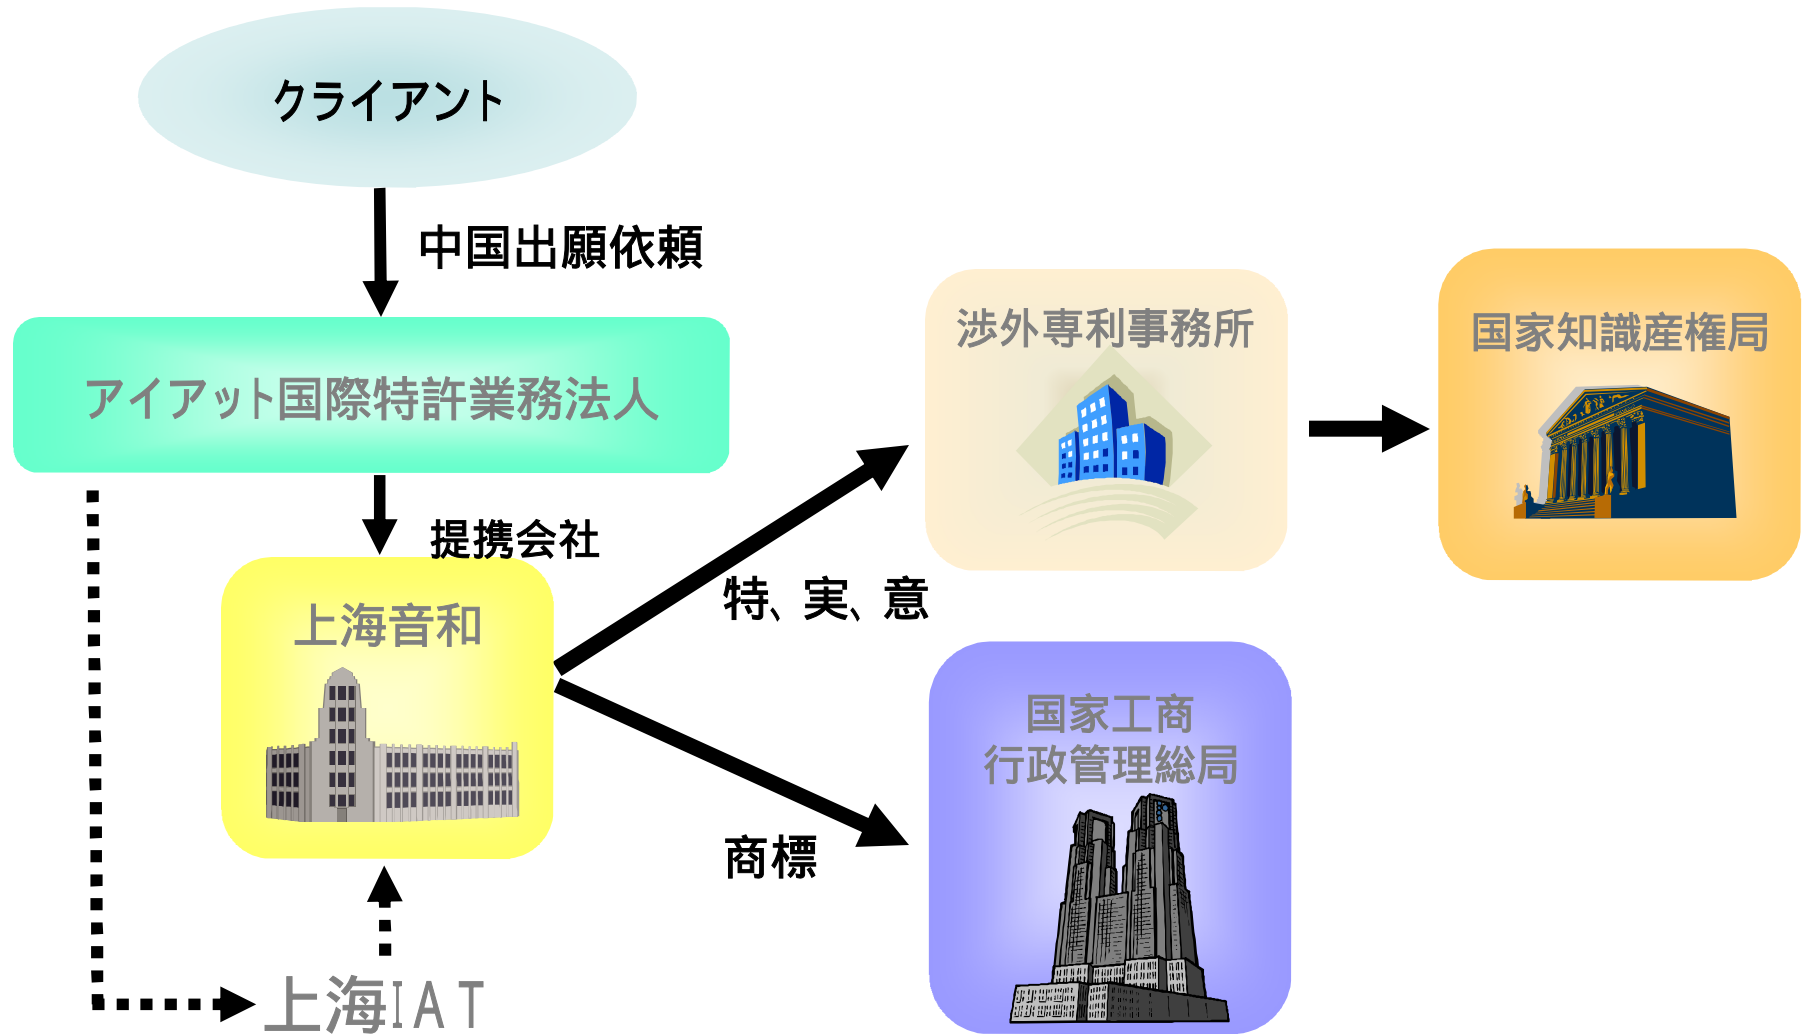 クライアント
中国出願依頼
アイアット国際特許業務法人
提携会社
上海音和
上海IAT
特、実、意
商標
渉外専利事務所
国家知識産権局
国家工商
行政管理総局